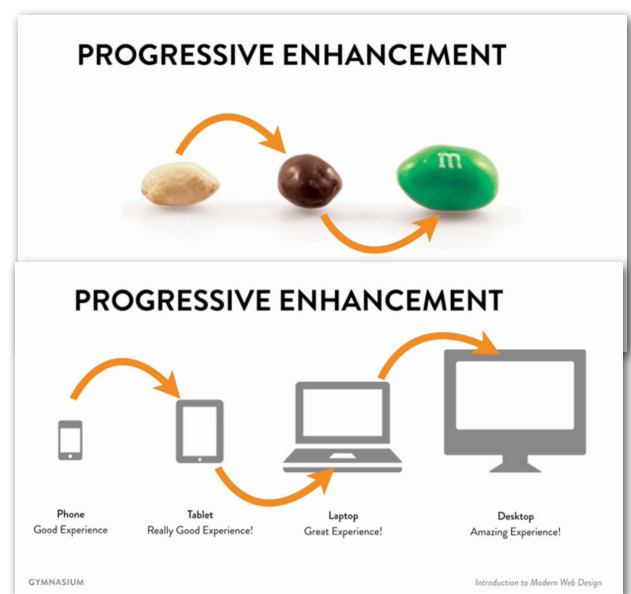 PROGRESSIVE ENHANCEMENT
m
PROGRESSIVE ENHANCEMENT
Phone
Good Experience
Tablet
Really Good Experience!
Laptop
Great Experience!
Desktop
Amazing Experience!
GYMNASIUM
Introduction to Modern Web Design